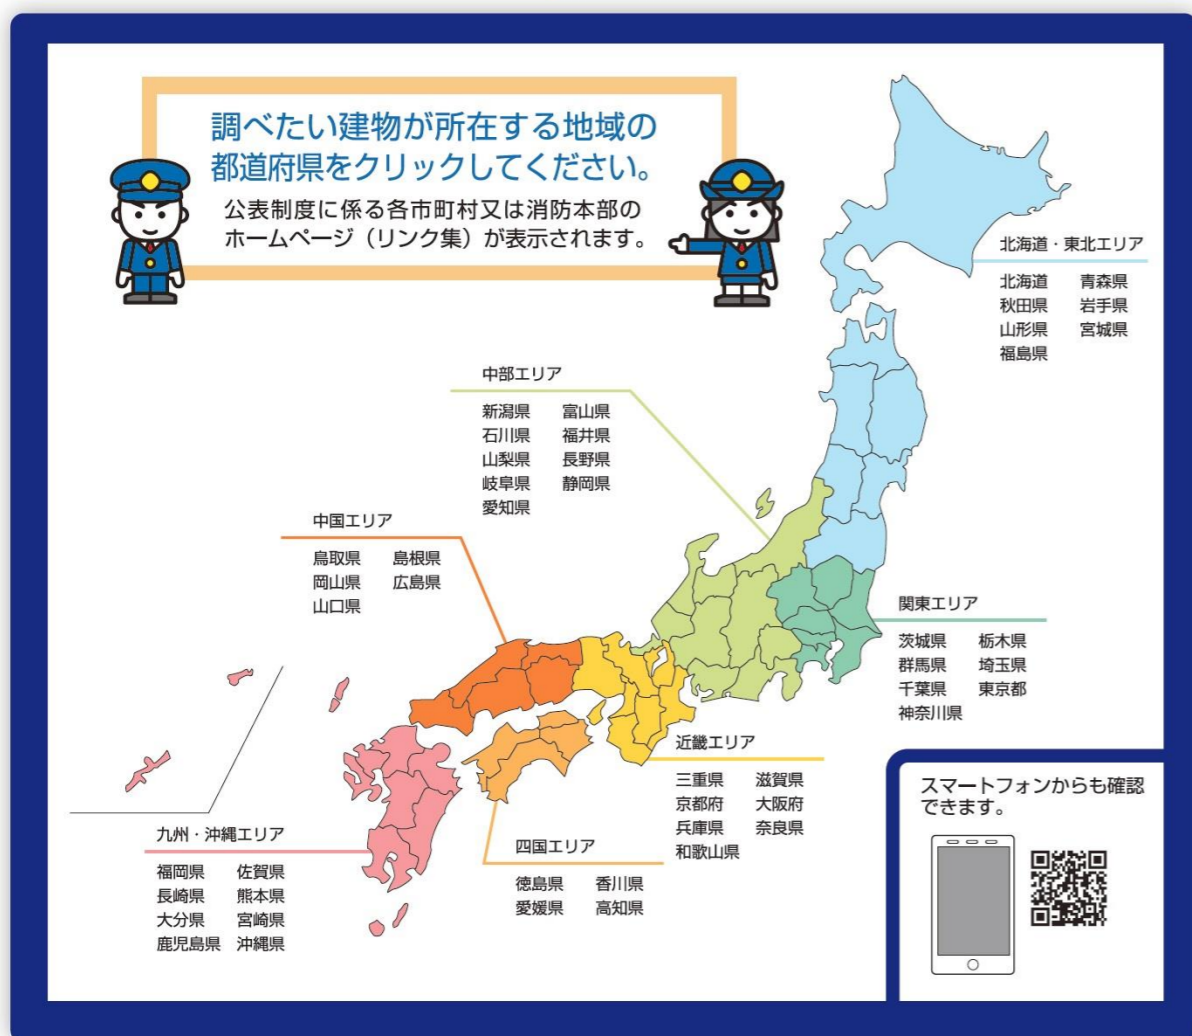 調べたい建物が所在する地域の
都道府県をクリックしてください。
公表制度に係る各市町村又は消防本部の
ホームページ（リンク集）が表示されます。
北海道・東北エリア
北海道 青森県
秋田県 岩手県
山形県 宮城県
福島県
中部エリア
新潟県 富山県
石川県 福井県
山梨県 長野県
岐阜県 静岡県
愛知県
中国エリア
鳥取県 島根県
岡山県 広島県
山口県
関東エリア
茨城県 栃木県
群馬県 埼玉県
千葉県 東京都
神奈川県
近畿エリア
三重県 滋賀県
京都府 大阪府
兵庫県 奈良県
和歌山県
四国エリア
徳島県 香川県
愛媛県 高知県
九州・沖縄エリア
福岡県 佐賀県
長崎県 熊本県
大分県 宮崎県
鹿児島県 沖縄県
スマートフォンからも確認
できます。